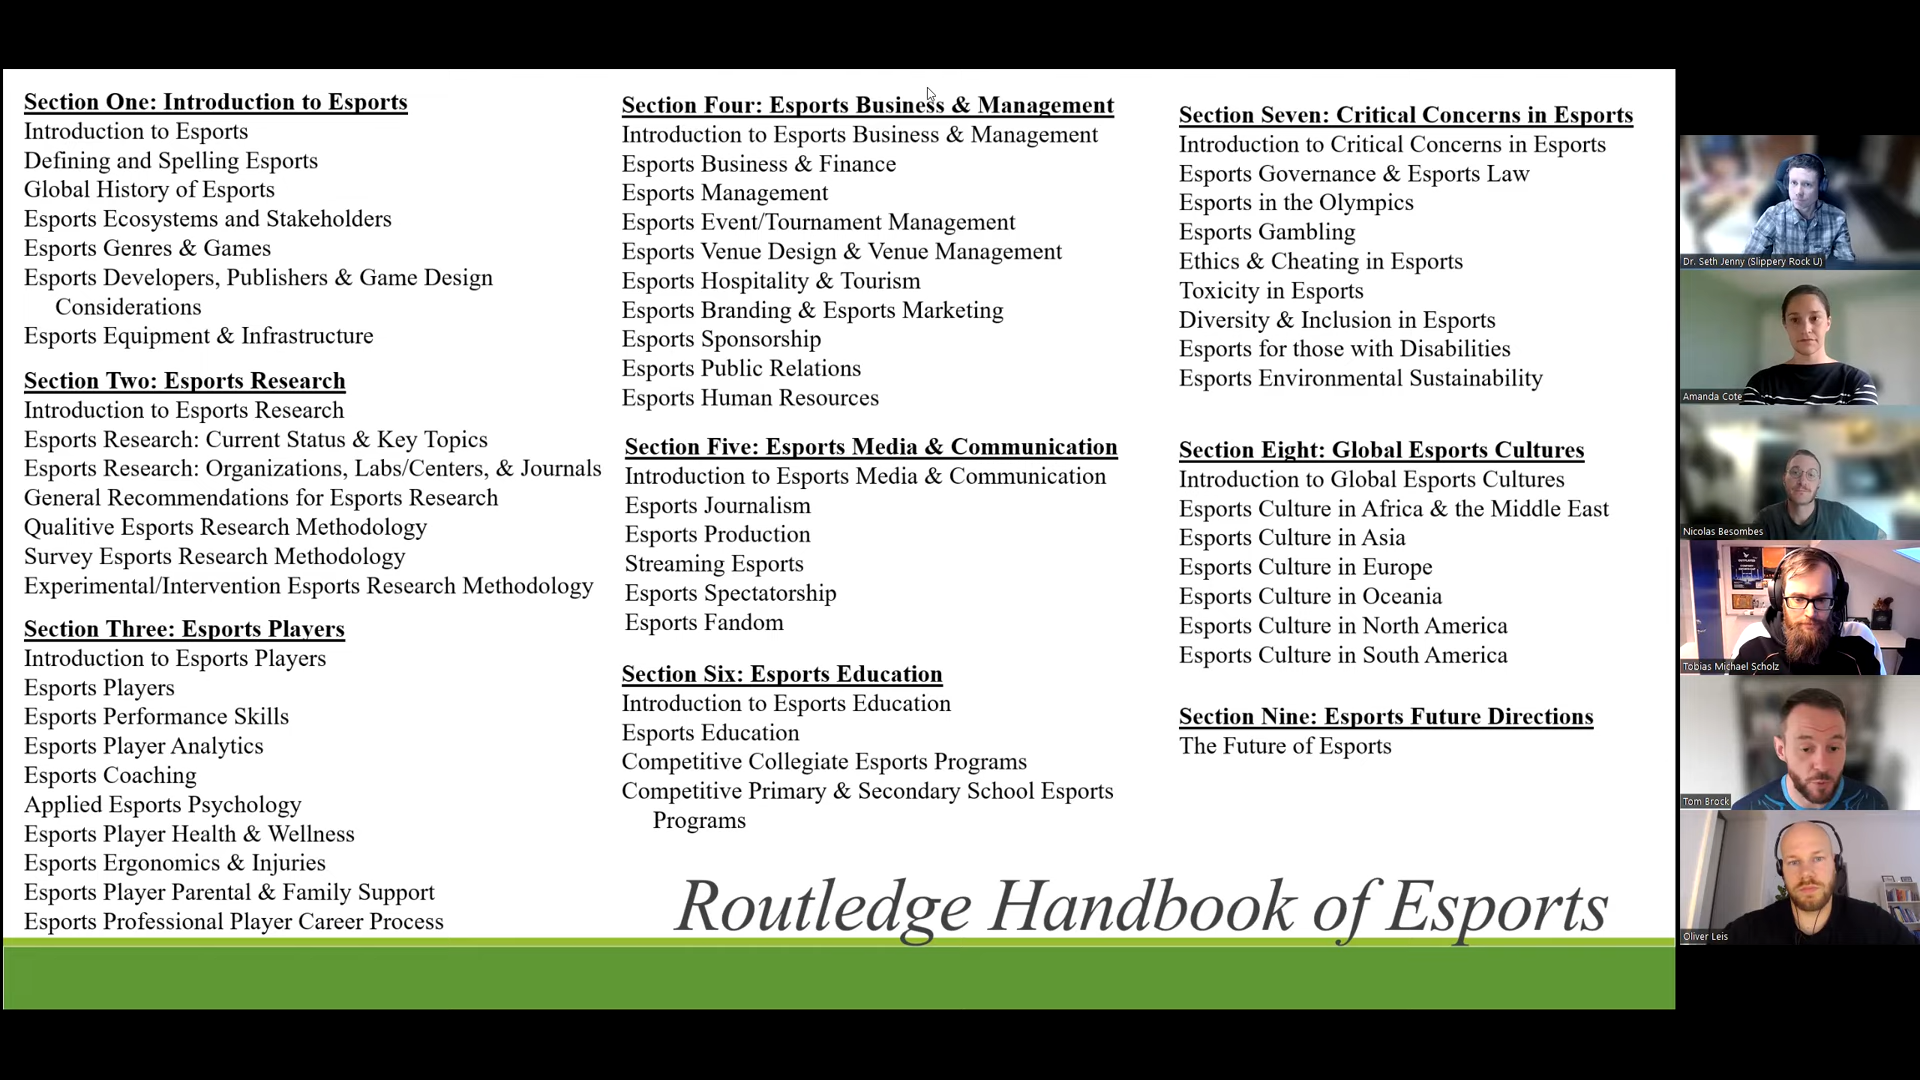 Section One: Introduction to Esports
Introduction to Esports
Defining and Spelling Esports
Global History of Esports
Esports Ecosystems and Stakeholders
Esports Genres & Games
Esports Developers, Publishers & Game Design
Considerations
Esports Equipment & Infrastructure
Section Two: Esports Research
Introduction to Esports Research
Esports Research: Current Status & Key Topics
Esports Research: Organizations, Labs/Centers, & Journals
General Recommendations for Esports Research
Qualitive Esports Research Methodology
Survey Esports Research Methodology
Experimental/Intervention Esports Research Methodology
Section Three: Esports Players
Introduction to Esports Players
Esports Players
Esports Performance Skills
Esports Player Analytics
Esports Coaching
Applied Esports Psychology
Esports Player Health & Wellness
Esports Ergonomics & Injuries
Esports Player Parental & Family Support
Esports Professional Player Career Process
Section Four: Esports Business & Management
Introduction to Esports Business & Management
Esports Business & Finance
Esports Management
Esports Event/Tournament Management
Esports Venue Design & Venue Management
Esports Hospitality & Tourism
Esports Branding & Esports Marketing
Esports Sponsorship
Esports Public Relations
Esports Human Resources
Section Five: Esports Media & Communication
Introduction to Esports Media & Communication
Esports Journalism
Esports Production
Streaming Esports
Esports Spectatorship
Esports Fandom
Section Six: Esports Education
Introduction to Esports Education
Esports Education
Competitive Collegiate Esports Programs
Competitive Primary & Secondary School Esports
Programs
Section Seven: Critical Concerns in Esports
Introduction to Critical Concerns in Esports
Esports Governance & Esports Law
Esports in the Olympics
Esports Gambling
Ethics & Cheating in Esports
Toxicity in Esports
Diversity & Inclusion in Esports
Esports for those with Disabilities
Esports Environmental Sustainability
Section Eight: Global Esports Cultures
Introduction to Global Esports Cultures
Esports Culture in Africa & the Middle East
Esports Culture in Asia
Esports Culture in Europe
Esports Culture in Oceania
Esports Culture in North America
Esports Culture in South America
Section Nine: Esports Future Directions
The Future of Esports
Routledge Handbook of Esports
Dr. Seth Jenny (Slippery Rock U)
Amanda Cote
Nicolas Besombes
Tobias Michael Scholz
Tom Brock
Oliver Leis